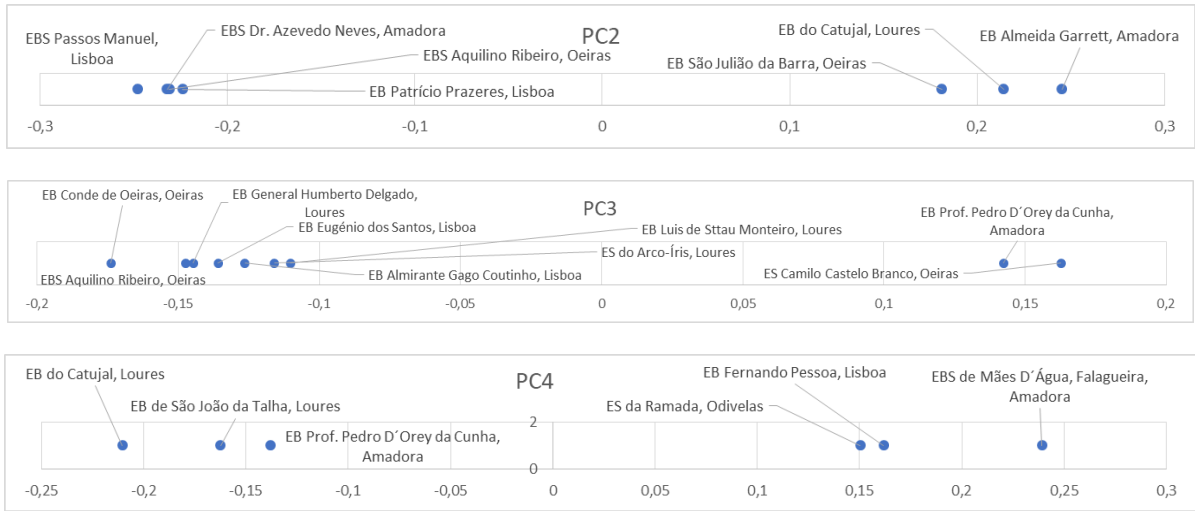 PC2
EBS Passos Manuel,
Lisboa
EBS Dr. Azevedo Neves, Amadora
EBS Aquilino Ribeiro, Oeiras
EB Patrício Prazeres, Lisboa
EB do Catujal, Loures
EB São Julião da Barra, Oeiras
EB Almeida Garrett, Amadora
-0,3 -0,2 -0,1 0 0,1 0,2 0,3
PC3
EB Conde de Oeiras, Oeiras
EB General Humberto Delgado,
Loures
EB Eugénio dos Santos, Lisboa
EB Luis de Sttau Monteiro, Loures
ES do Arco-Íris, Loures
EB Almirante Gago Coutinho, Lisboa
EBS Aquilino Ribeiro, Oeiras
EB Prof. Pedro D´Orey da Cunha,
Amadora
ES Camilo Castelo Branco, Oeiras
-0,2 -0,15 -0,1 -0,05 0 0,05 0,1 0,15 0,2
PC4
EB do Catujal, Loures
EB de São João da Talha, Loures
EB Prof. Pedro D´Orey da Cunha,
Amadora
EB Fernando Pessoa, Lisboa
ES da Ramada, Odivelas
EBS de Mães D´Água, Falagueira,
Amadora
2
0
-0,25 -0,2 -0,15 -0,1 -0,05 0 0,05 0,1 0,15 0,2 0,25 0,3